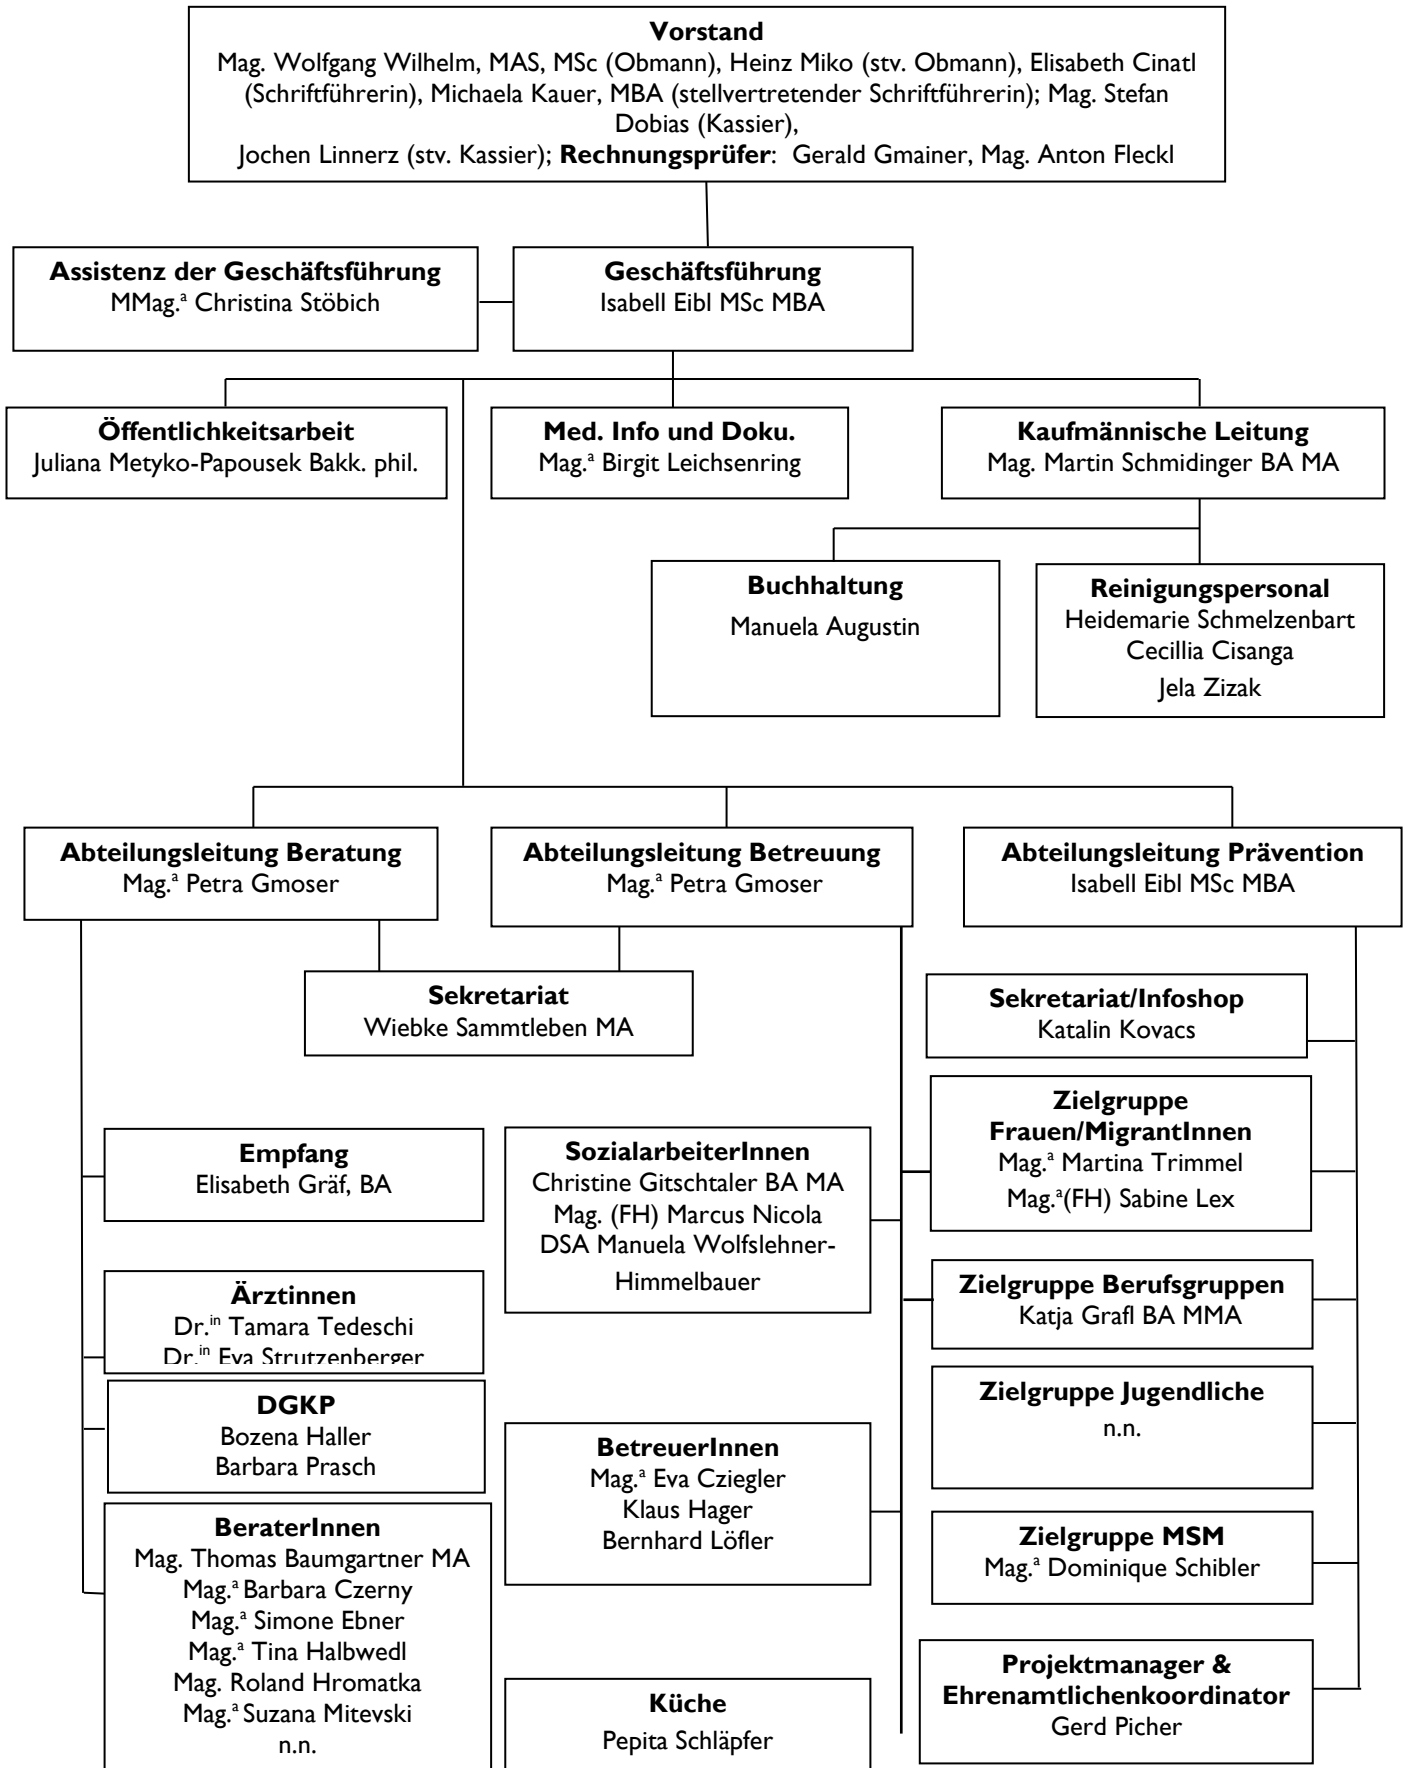 Vorstand
Mag. Wolfgang Wilhelm, MAS, MSc (Obmann), Heinz Miko (stv. Obmann), Elisabeth Cinatl
(Schriftführerin), Michaela Kauer, MBA (stellvertretender Schriftführerin); Mag. Stefan
Dobias (Kassier),
Jochen Linnerz (stv. Kassier); Rechnungsprüfer: Gerald Gmainer, Mag. Anton Fleckl
Assistenz der Geschäftsführung
MMag.ª Christina Stöbich
Geschäftsführung
Isabell Eibl MSc MBA
Öffentlichkeitsarbeit
Juliana Metyko-Papousek Bakk. phil.
Med. Info und Doku.
Mag.ª Birgit Leichsenring
Kaufmännische Leitung
Mag. Martin Schmidinger BA MA
Buchhaltung
Manuela Augustin
Reinigungspersonal
Heidemarie Schmelzenbart
Cecillia Cisanga
Jela Zizak
Abteilungsleitung Beratung
Mag.ª Petra Gmoser
Abteilungsleitung Betreuung
Mag.ª Petra Gmoser
Abteilungsleitung Prävention
Isabell Eibl MSc MBA
Sekretariat
Wiebke Sammtleben MA
Empfang
Elisabeth Gräf, BA
Ärztinnen
Dr.in Tamara Tedeschi
Dr.in Eva Strutzenberger
DGKP
Bozena Haller
Barbara Prasch
BeraterInnen
Mag. Thomas Baumgartner MA
Mag.ª Barbara Czerny
Mag.ª Simone Ebner
Mag.ª Tina Halbwedl
Mag. Roland Hromatka
Mag.ª Suzana Mitevski
n.n.
SozialarbeiterInnen
Christine Gitschtaler BA MA
Mag. (FH) Marcus Nicola
DSA Manuela Wolfslehner-
Himmelbauer
BetreuerInnen
Mag.ª Eva Cziegler
Klaus Hager
Bernhard Löfler
Küche
Pepita Schläpfer
Sekretariat/Infoshop
Katalin Kovacs
Zielgruppe
Frauen/MigrantInnen
Mag.ª Martina Trimmel
Mag.ª(FH) Sabine Lex
Zielgruppe Berufsgruppen
Katja Grafl BA MMA
Zielgruppe Jugendliche
n.n.
Zielgruppe MSM
Mag.ª Dominique Schibler
Projektmanager &
Ehrenamtlichenkoordinator
Gerd Picher